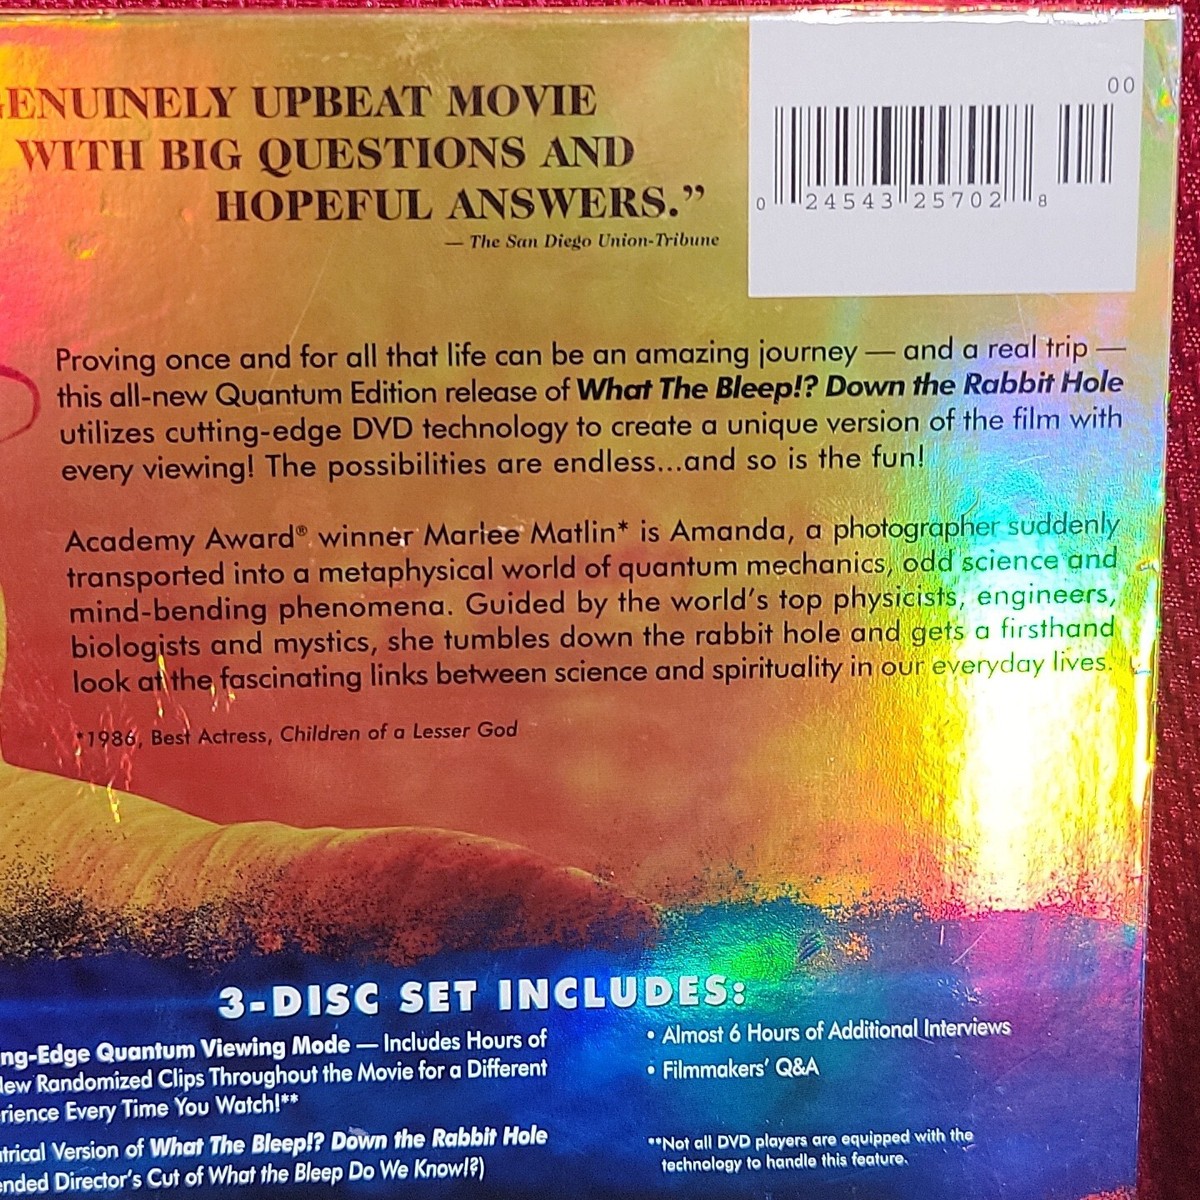 GENUINELY UPBEAT MOVIE
WITH BIG QUESTIONS AND
HOPEFUL ANSWERS.”
— The San Diego Union-Tribune
00
0 24543 25702 8
Proving once and for all that life can be an amazing journey — and a real trip —
this all-new Quantum Edition release of What The Bleep!? Down the Rabbit Hole
utilizes cutting-edge DVD technology to create a unique version of the film with
every viewing! The possibilities are endless...and so is the fun!
Academy Award® winner Marlee Matlin* is Amanda, a photographer suddenly
transported into a metaphysical world of quantum mechanics, odd science and
mind-bending phenomena. Guided by the world's top physicists, engineers,
biologists and mystics, she tumbles down the rabbit hole and gets a firsthand
look at the fascinating links between science and spirituality in our everyday lives.
*1986, Best Actress, Children of a Lesser God
3-DISC SET INCLUDES:
ng-Edge Quantum Viewing Mode — Includes Hours of
New Randomized Clips Throughout the Movie for a Different
rience Every Time You Watch!**
atrical Version of What The Bleep!? Down the Rabbit Hole
ended Director's Cut of What the Bleep Do We Know!?)
• Almost 6 Hours of Additional Interviews
• Filmmakers' Q&A
**Not all DVD players are equipped with the
technology to handle this feature.